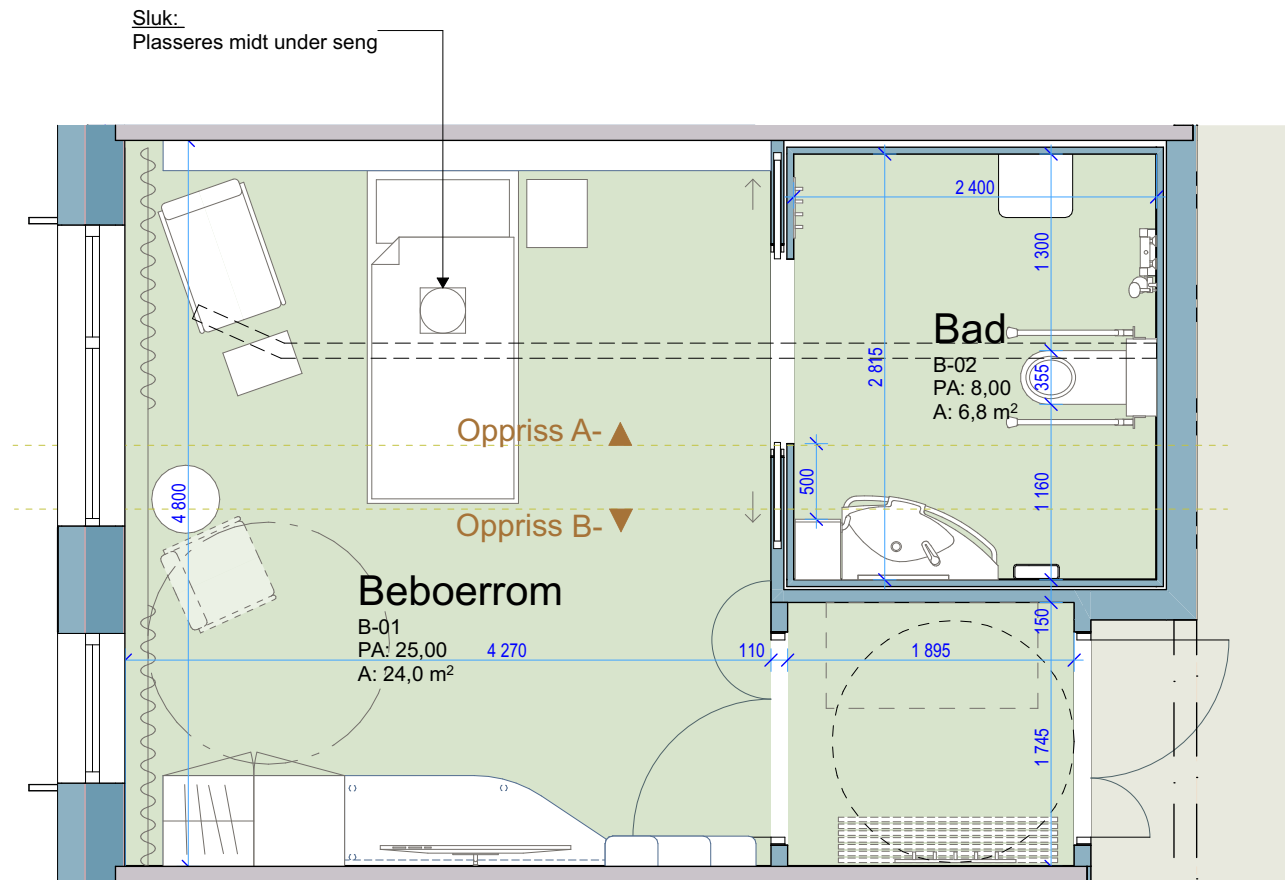 Sluk:
Plasseres midt under seng
2 400
1 300
Bad
B-02
PA: 8,00
A: 6,8 m²
2 815
355
Oppriss A-
500
1 160
4 800
Oppriss B-
Beboerrom
B-01
PA: 25,00
A: 24,0 m²
4 270
110
1 895
150
1 745